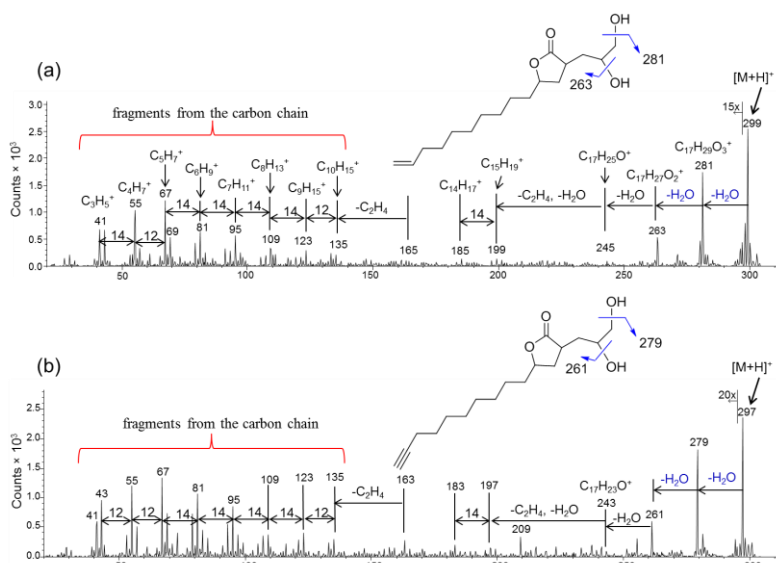 (a)
O
O
OH
OH
263
281
[M+H]⁺
15x
299
fragments from the carbon chain
C₃H₅⁺
C₄H₇⁺
C₅H₇⁺
C₆H₉⁺
C₇H₁₁⁺
C₈H₁₃⁺
C₉H₁₅⁺
C₁₀H₁₅⁺
C₁₄H₁₇⁺
C₁₅H₁₉⁺
C₁₇H₂₅O⁺
C₁₇H₂₇O₂⁺
C₁₇H₂₉O₃⁺
41 55 67 69 81 95 109 123 135 165 185 199 245 263 281
14 12 14 14 14 14 12 -C₂H₄ 14 -C₂H₄, -H₂O -H₂O -H₂O -H₂O
Counts × 10³
3.0
2.5
2.0
1.5
1.0
0.5
0.0
50 100 150 200 250 300
(b)
O
O
OH
OH
261
279
[M+H]⁺
20x
297
fragments from the carbon chain
41 43 55 67 81 95 109 123 135 163 183 197 209 243 261 279
12 12 14 14 14 14 12 -C₂H₄ 14 -C₂H₄, -H₂O -H₂O -H₂O -H₂O
C₁₇H₂₃O⁺
Counts × 10³
2.5
2.0
1.5
1.0
0.5
0.0